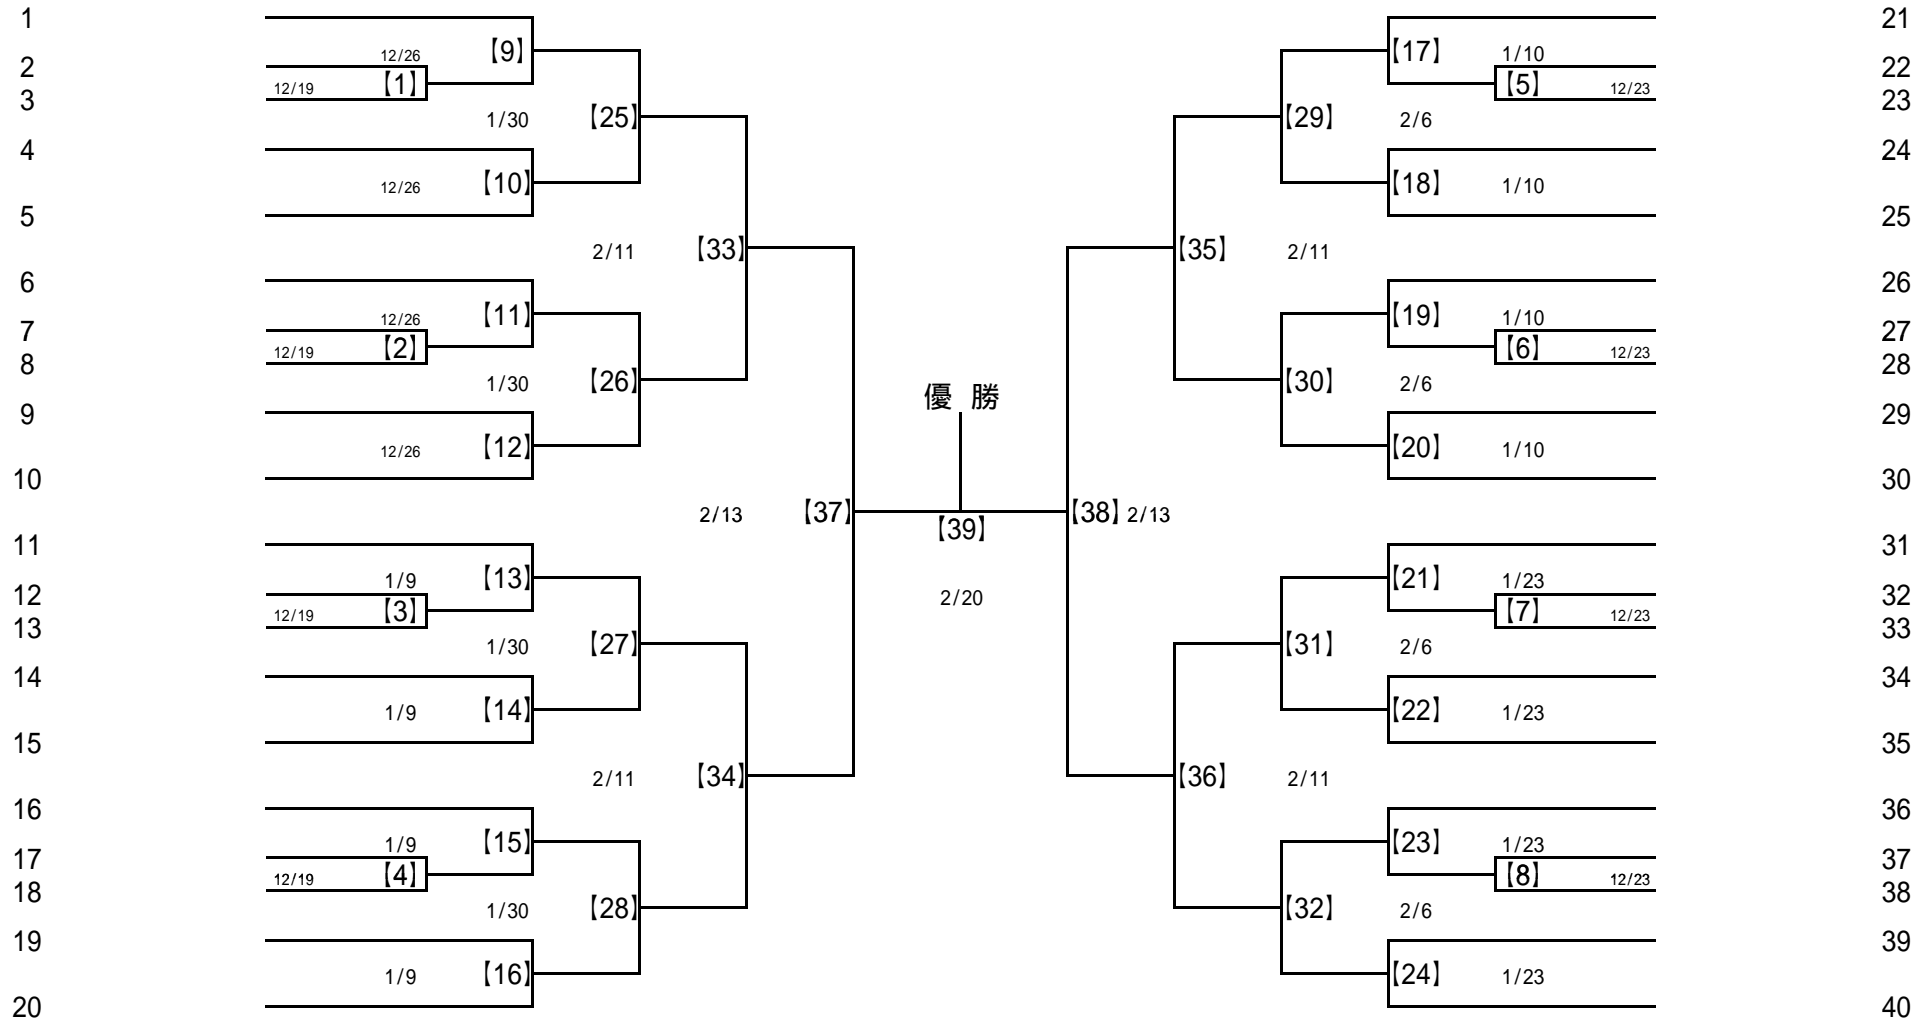 1 21
12/26 【9】 【17】 1/10
2 22
12/19 【1】 【5】 12/23
3 23
1/30 【25】 【29】 2/6
4 24
12/26 【10】 【18】 1/10
5 25
2/11 【33】 【35】 2/11
6 26
12/26 【11】 【19】 1/10
7 27
12/19 【2】 【6】 12/23
8 28
1/30 【26】 【30】 2/6
優 勝
9 29
12/26 【12】 【20】 1/10
10 30
2/13 【37】 【38】 2/13
【39】
11 31
1/9 【13】 【21】 1/23
12 32
2/20
12/19 【3】 【7】 12/23
13 33
1/30 【27】 【31】 2/6
14 34
1/9 【14】 【22】 1/23
15 35
2/11 【34】 【36】 2/11
16 36
1/9 【15】 【23】 1/23
17 37
12/19 【4】 【8】 12/23
18 38
1/30 【28】 【32】 2/6
19 39
1/9 【16】 【24】 1/23
20 40